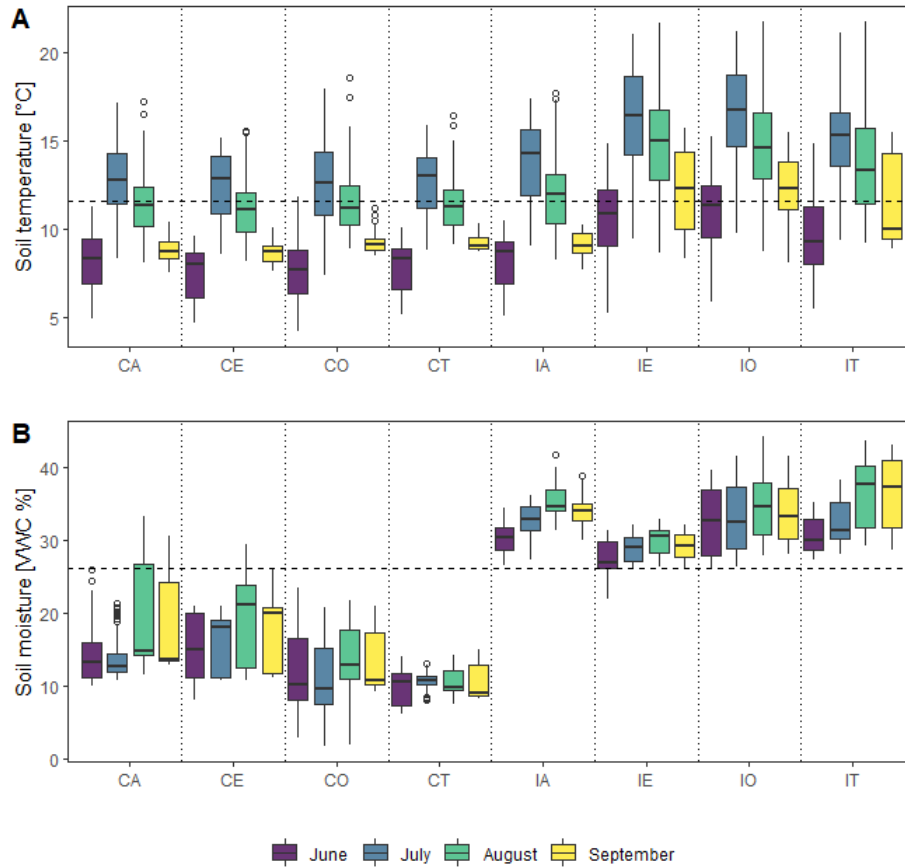 A
Soil temperature [°C]
20
15
10
5
CA CE CO CT IA IE IO IT
B
Soil moisture [VWC %]
40
30
20
10
0
CA CE CO CT IA IE IO IT
June July August September